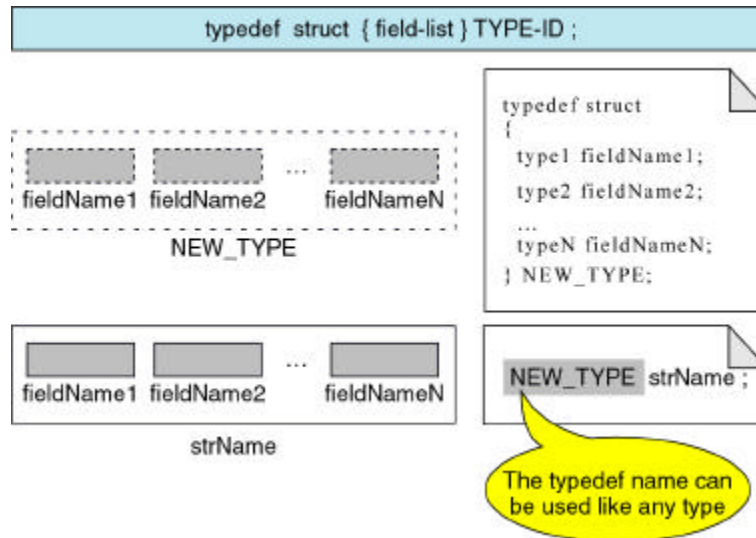 typedef struct { field-list } TYPE-ID ;
fieldName1 fieldName2 ... fieldNameN
NEW_TYPE
typedef struct
{
type1 fieldName1;
type2 fieldName2;
...
typeN fieldNameN;
} NEW_TYPE;
fieldName1 fieldName2 ... fieldNameN
strName
NEW_TYPE strName ;
The typedef name can
be used like any type